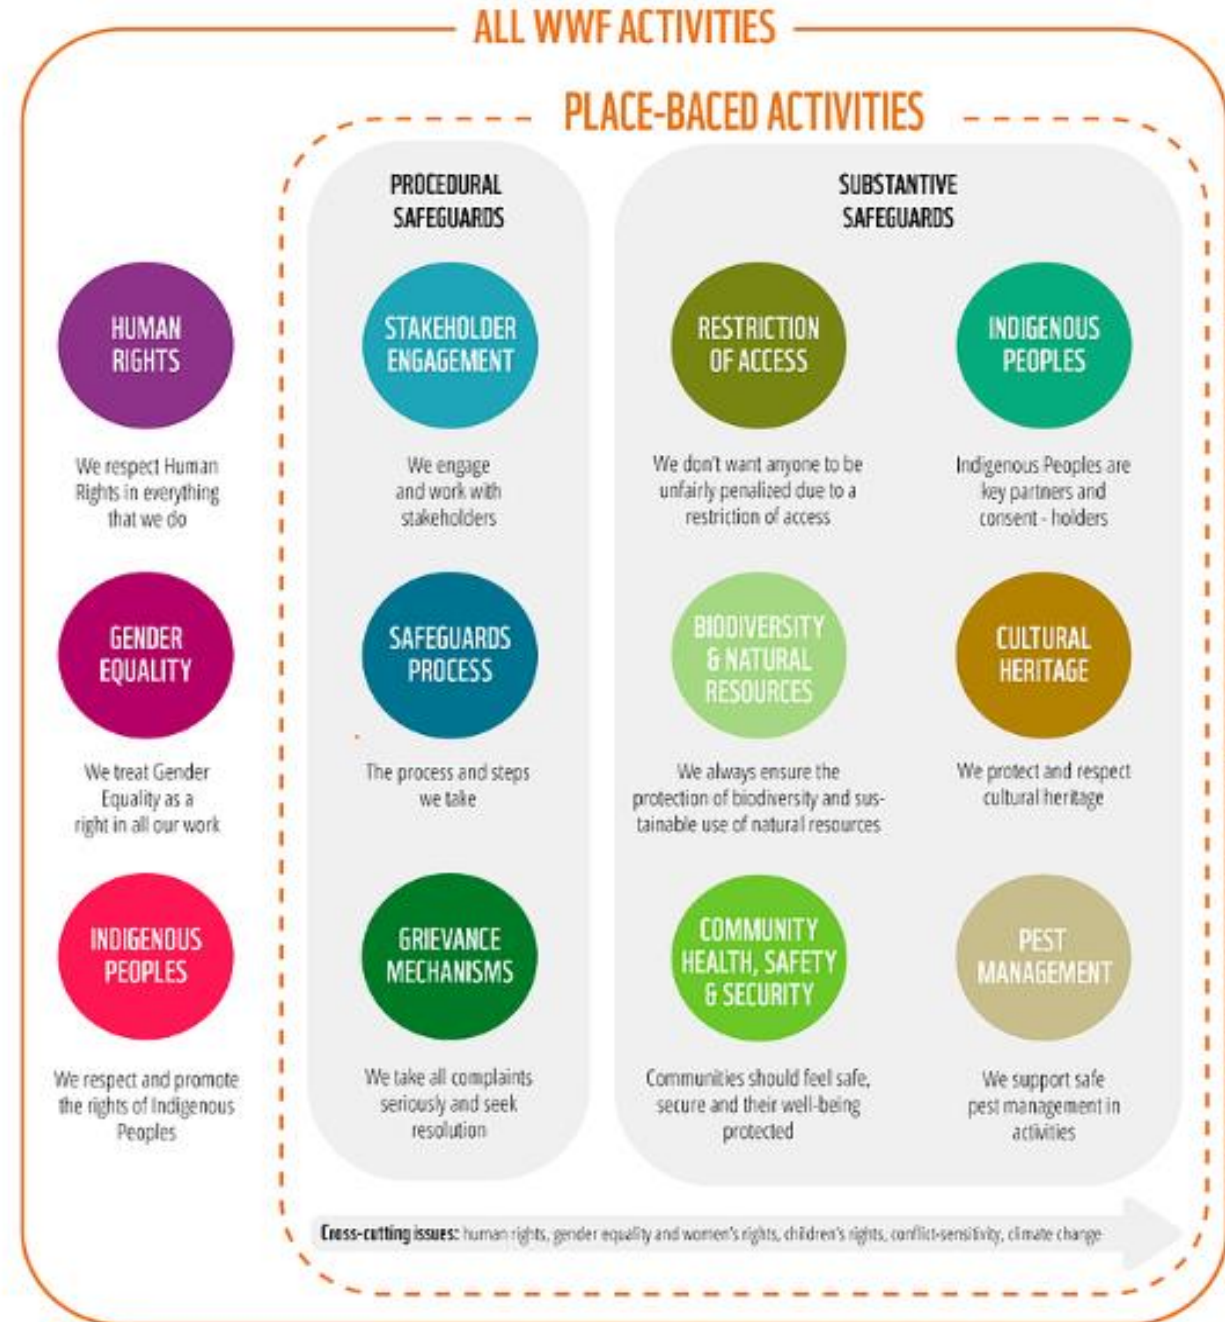 ALL WWF ACTIVITIES
PLACE-BACED ACTIVITIES
PROCEDURAL
SAFEGUARDS
SUBSTANTIVE
SAFEGUARDS
HUMAN
RIGHTS
We respect Human
Rights in everything
that we do
STAKEHOLDER
ENGAGEMENT
We engage
and work with
stakeholders
RESTRICTION
OF ACCESS
We don't want anyone to be
unfairly penalized due to a
restriction of access
INDIGENOUS
PEOPLES
Indigenous Peoples are
key partners and
consent - holders
GENDER
EQUALITY
We treat Gender
Equality as a
right in all our work
SAFEGUARDS
PROCESS
The process and steps
we take
BIODIVERSITY
& NATURAL
RESOURCES
We always ensure the
protection of biodiversity and sus-
tainable use of natural resources
CULTURAL
HERITAGE
We protect and respect
cultural heritage
INDIGENOUS
PEOPLES
We respect and promote
the rights of Indigenous
Peoples
GRIEVANCE
MECHANISMS
We take all complaints
seriously and seek
resolution
COMMUNITY
HEALTH, SAFETY
& SECURITY
Communities should feel safe,
secure and their well-being
protected
PEST
MANAGEMENT
We support safe
pest management in
activities
Cross-cutting issues: human rights, gender equality and women's rights, children's rights, conflict-sensitivity, climate change